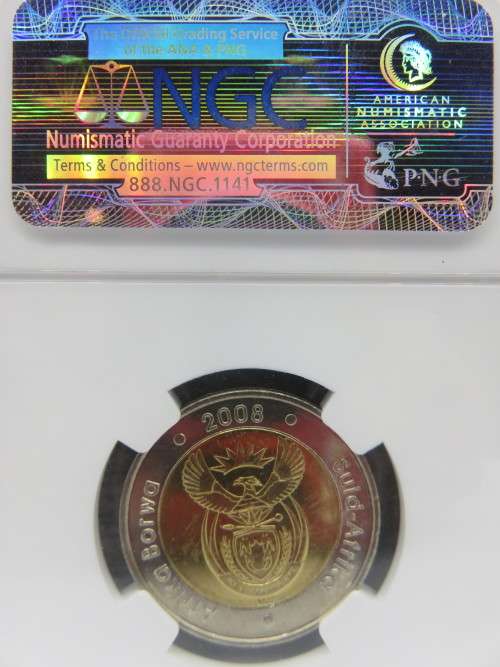 The Official Grading Service
of the ANA & PNG
NGC
Numismatic Guaranty Corporation
Terms & Conditions – www.ngcterms.com
888.NGC.1141
AMERICAN
NUMISMATIC
ASSOCIATION
P·N·G
2008
Afrika Borwa
Suid-Afrika